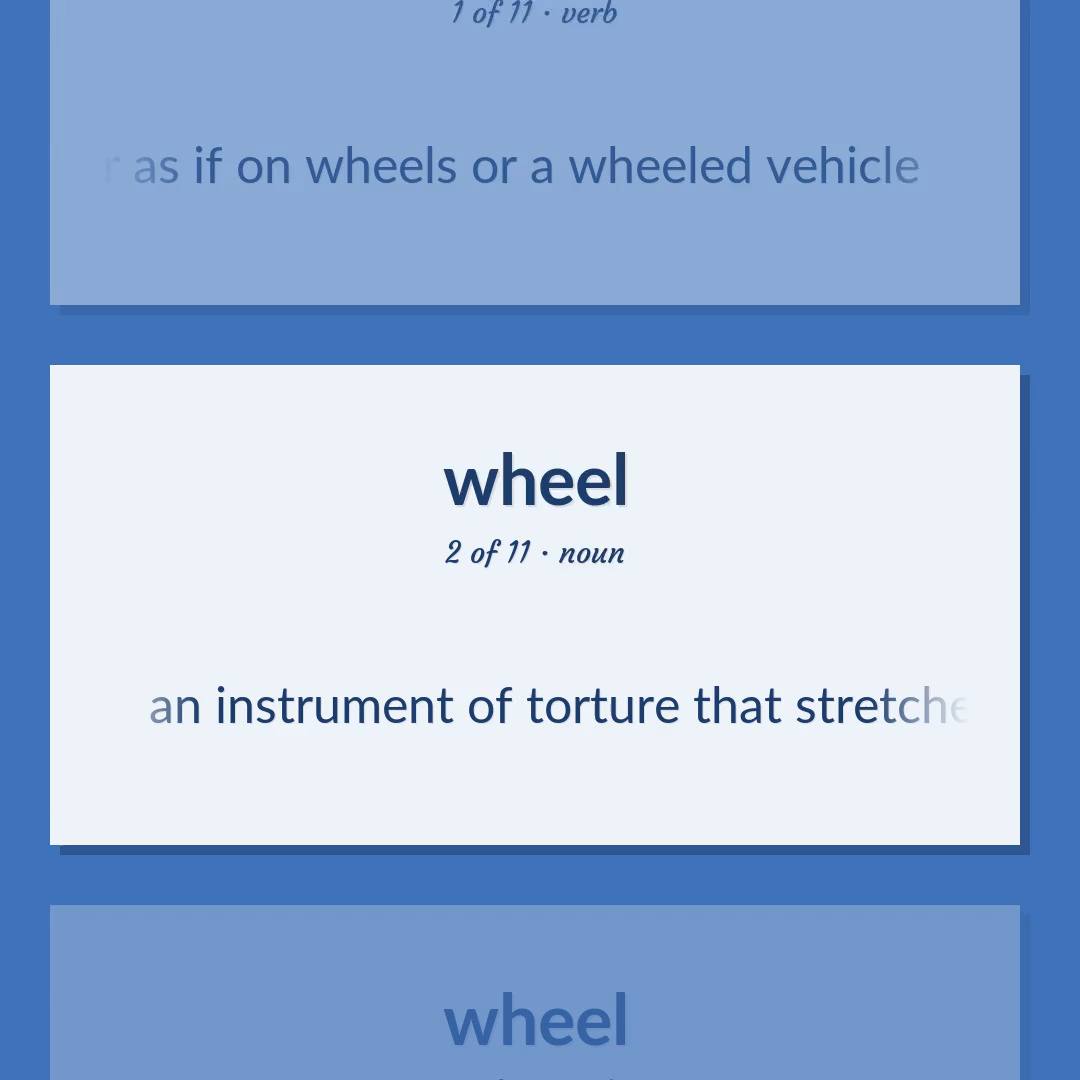 1 of 11 · verb
r as if on wheels or a wheeled vehicle
wheel
2 of 11 · noun
an instrument of torture that stretche
wheel